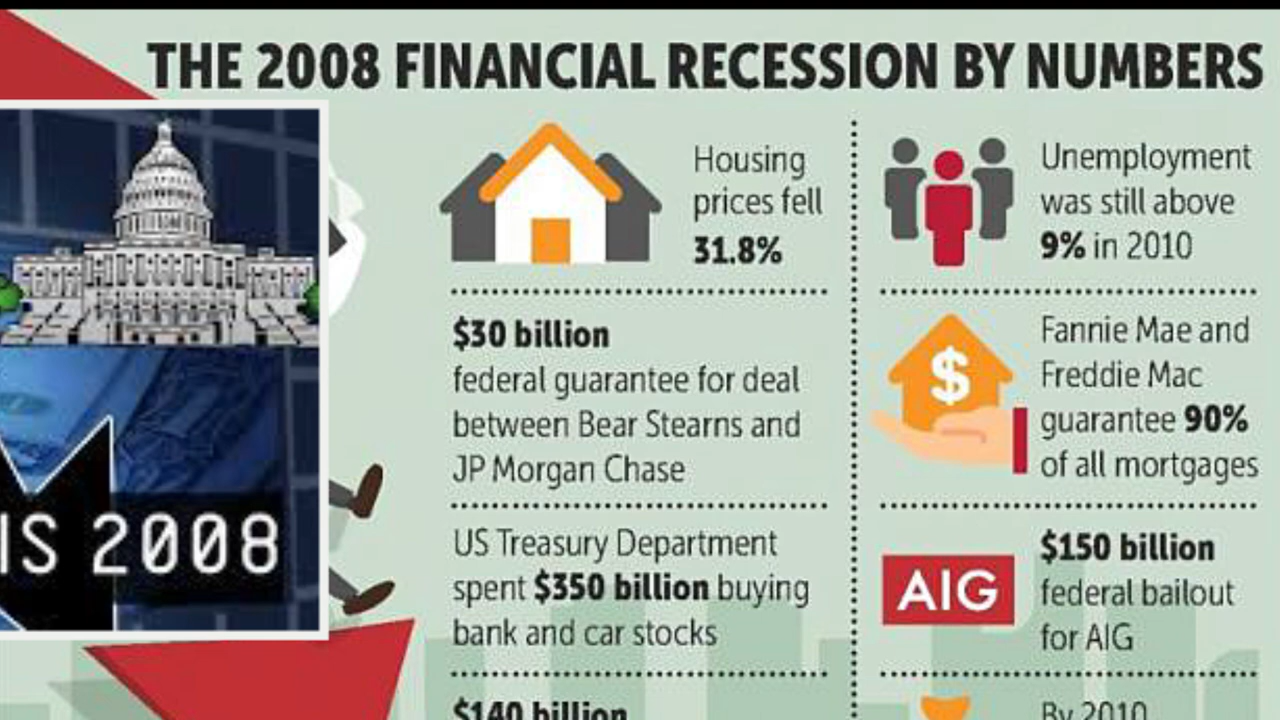 THE 2008 FINANCIAL RECESSION BY NUMBERS
Housing
prices fell
31.8%
Unemployment
was still above
9% in 2010
$30 billion
federal guarantee for deal
between Bear Stearns and
JP Morgan Chase
$
Fannie Mae and
Freddie Mac
guarantee 90%
of all mortgages
US Treasury Department
spent $350 billion buying
bank and car stocks
AIG
$150 billion
federal bailout
for AIG
$140 billion
By 2010
IS 2008